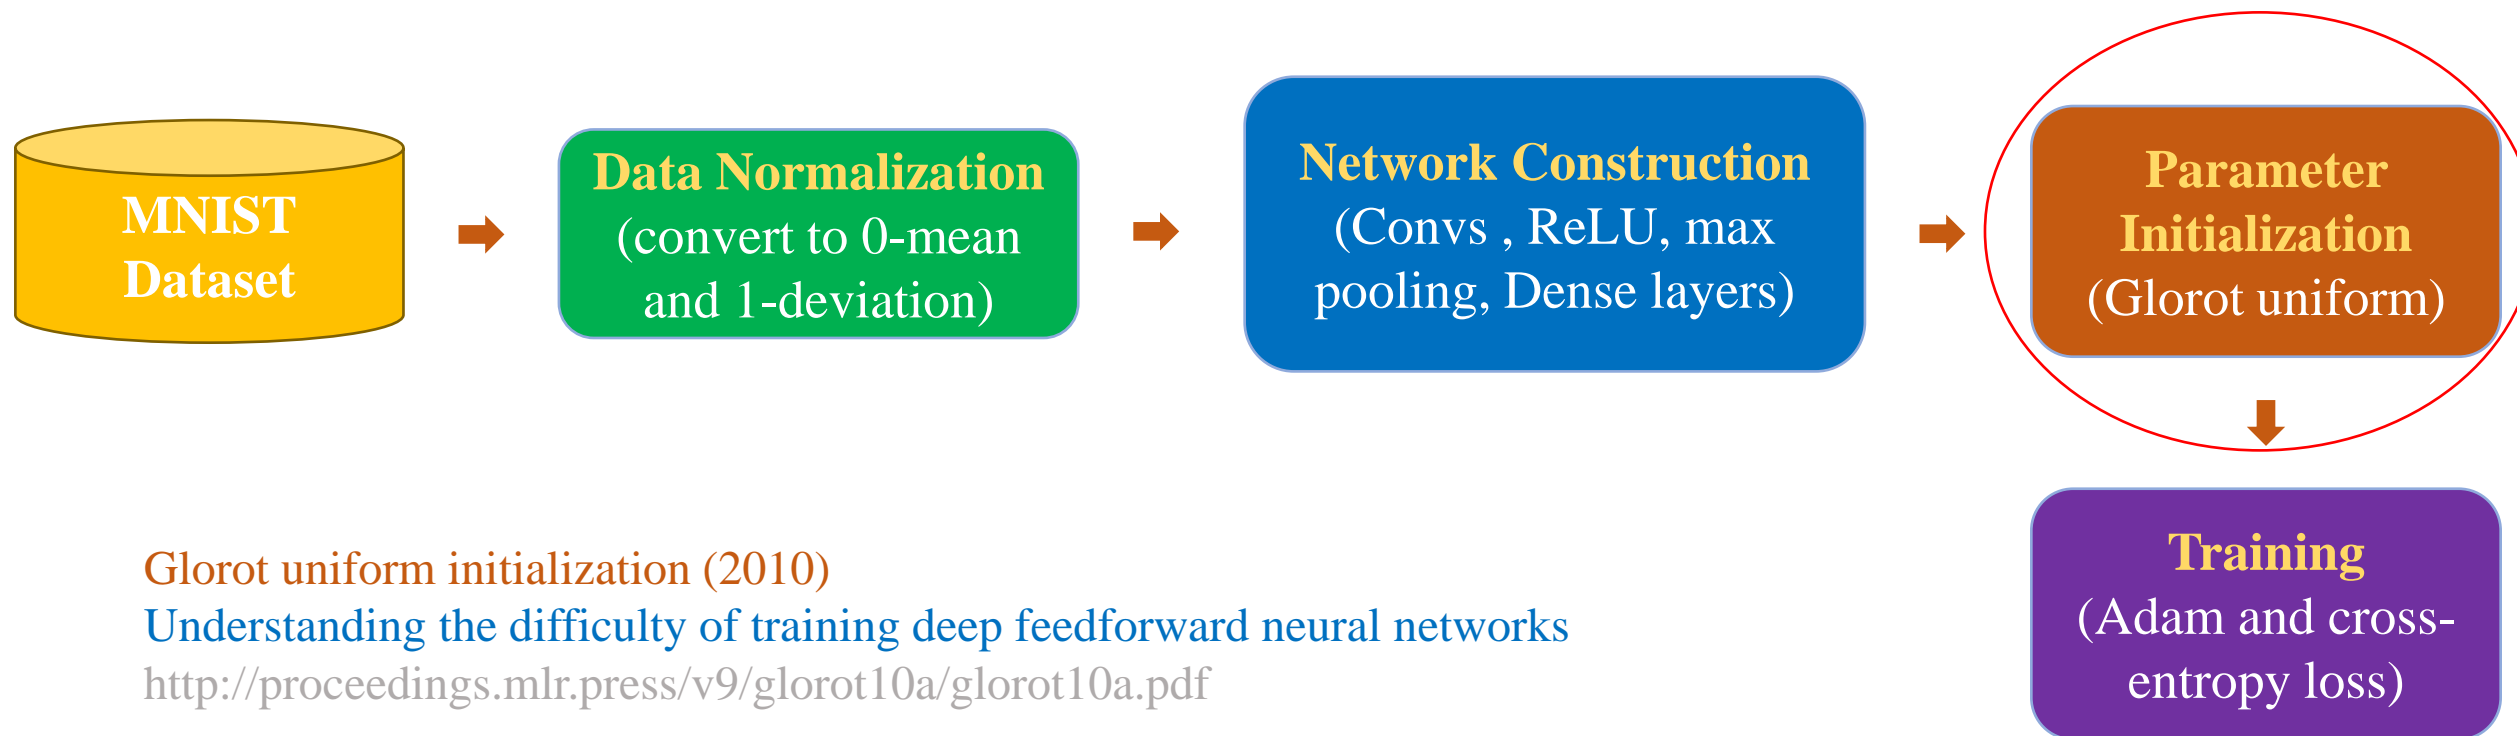 MNIST
Dataset
Data Normalization
(convert to 0-mean
and 1-deviation)
Network Construction
(Convs , ReLU, max
pooling, Dense layers)
Parameter
Initialization
(Glorot uniform)
Training
(Adam and cross-
entropy loss)
Glorot uniform initialization (2010)
Understanding the difficulty of training deep feedforward neural networks
http://proceedings.mlr.press/v9/glorot10a/glorot10a.pdf